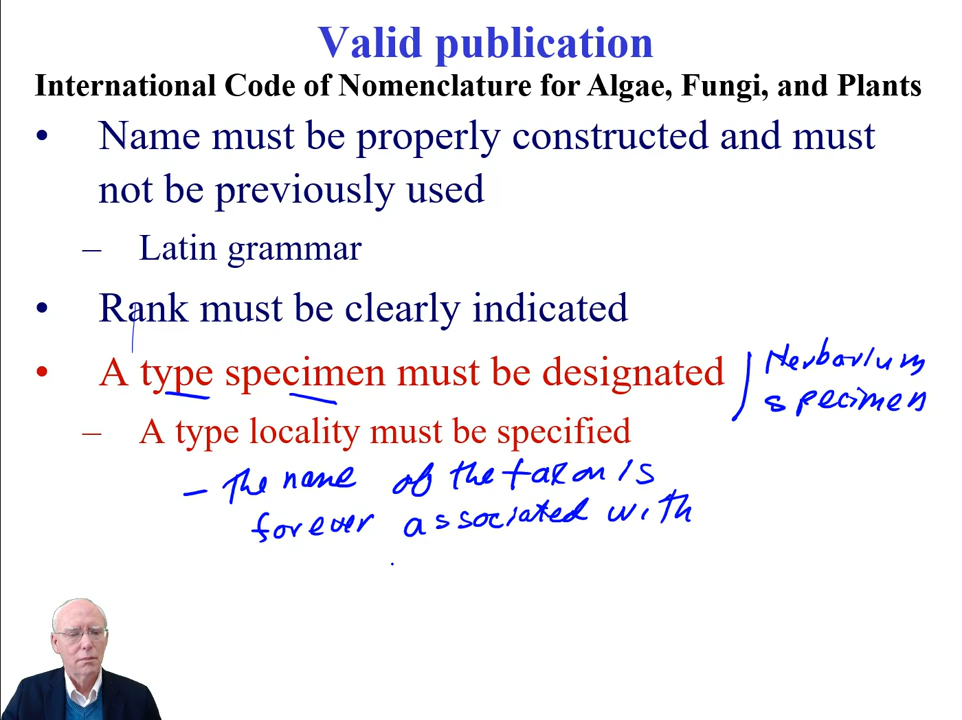 Valid publication
International Code of Nomenclature for Algae, Fungi, and Plants
• Name must be properly constructed and must
not be previously used
– Latin grammar
• Rank must be clearly indicated
• A type specimen must be designated
Herbarium
specimen
– A type locality must be specified
– The name of the taxon is
forever associated with